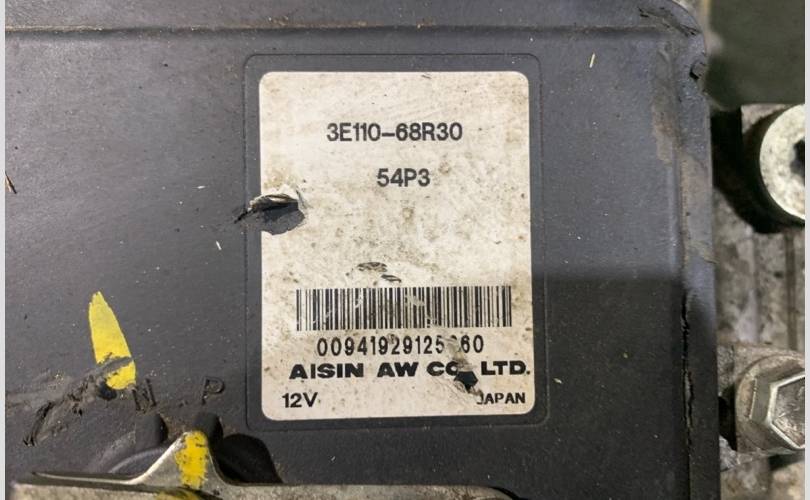 3E110-68R30
54P3
AISIN AW CO., LTD.
12V
JAPAN
N P